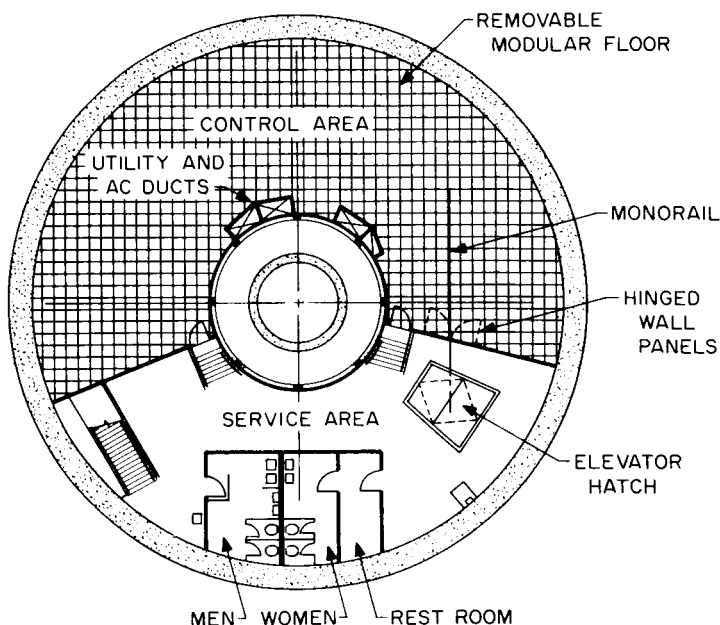 REMOVABLE
MODULAR FLOOR
CONTROL AREA
UTILITY AND
AC DUCTS
MONORAIL
HINGED
WALL
PANELS
SERVICE AREA
ELEVATOR
HATCH
MEN
WOMEN
REST ROOM